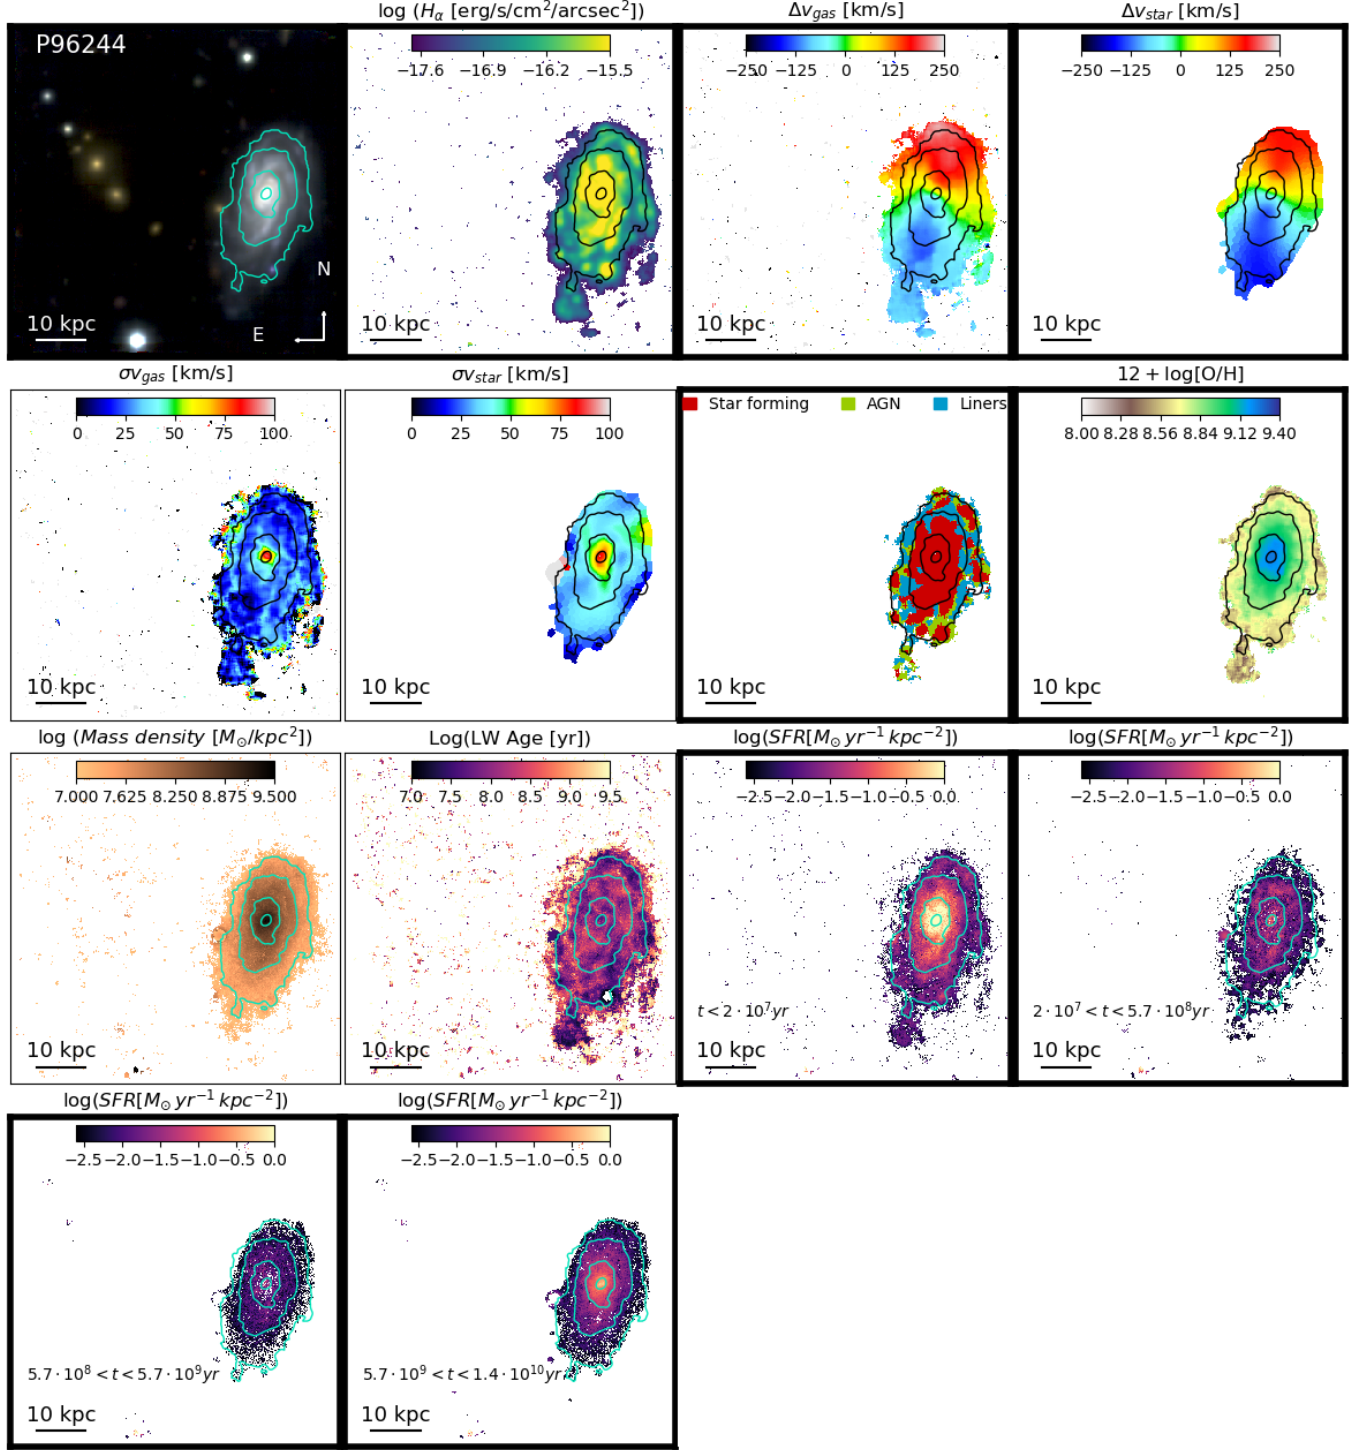 log (Hα [erg/s/cm²/arcsec²])
Δv_gas [km/s]
Δv_star [km/s]
P96244
−17.6 −16.9 −16.2 −15.5
−250 −125 0 125 250
−250 −125 0 125 250
N
E
10 kpc
10 kpc
10 kpc
10 kpc
σv_gas [km/s]
σv_star [km/s]
12 + log[O/H]
0 25 50 75 100
0 25 50 75 100
Star forming AGN Liners
8.00 8.28 8.56 8.84 9.12 9.40
10 kpc
10 kpc
10 kpc
10 kpc
log (Mass density [M⊙/kpc²])
Log(LW Age [yr])
log(SFR[M⊙ yr⁻¹ kpc⁻²])
log(SFR[M⊙ yr⁻¹ kpc⁻²])
7.000 7.625 8.250 8.875 9.500
7.0 7.5 8.0 8.5 9.0 9.5
−2.5 −2.0 −1.5 −1.0 −0.5 0.0
−2.5 −2.0 −1.5 −1.0 −0.5 0.0
t < 2 · 10⁷yr
2 · 10⁷ < t < 5.7 · 10⁸yr
10 kpc
10 kpc
10 kpc
10 kpc
log(SFR[M⊙ yr⁻¹ kpc⁻²])
log(SFR[M⊙ yr⁻¹ kpc⁻²])
−2.5 −2.0 −1.5 −1.0 −0.5 0.0
−2.5 −2.0 −1.5 −1.0 −0.5 0.0
5.7 · 10⁸ < t < 5.7 · 10⁹yr
5.7 · 10⁹ < t < 1.4 · 10¹⁰yr
10 kpc
10 kpc